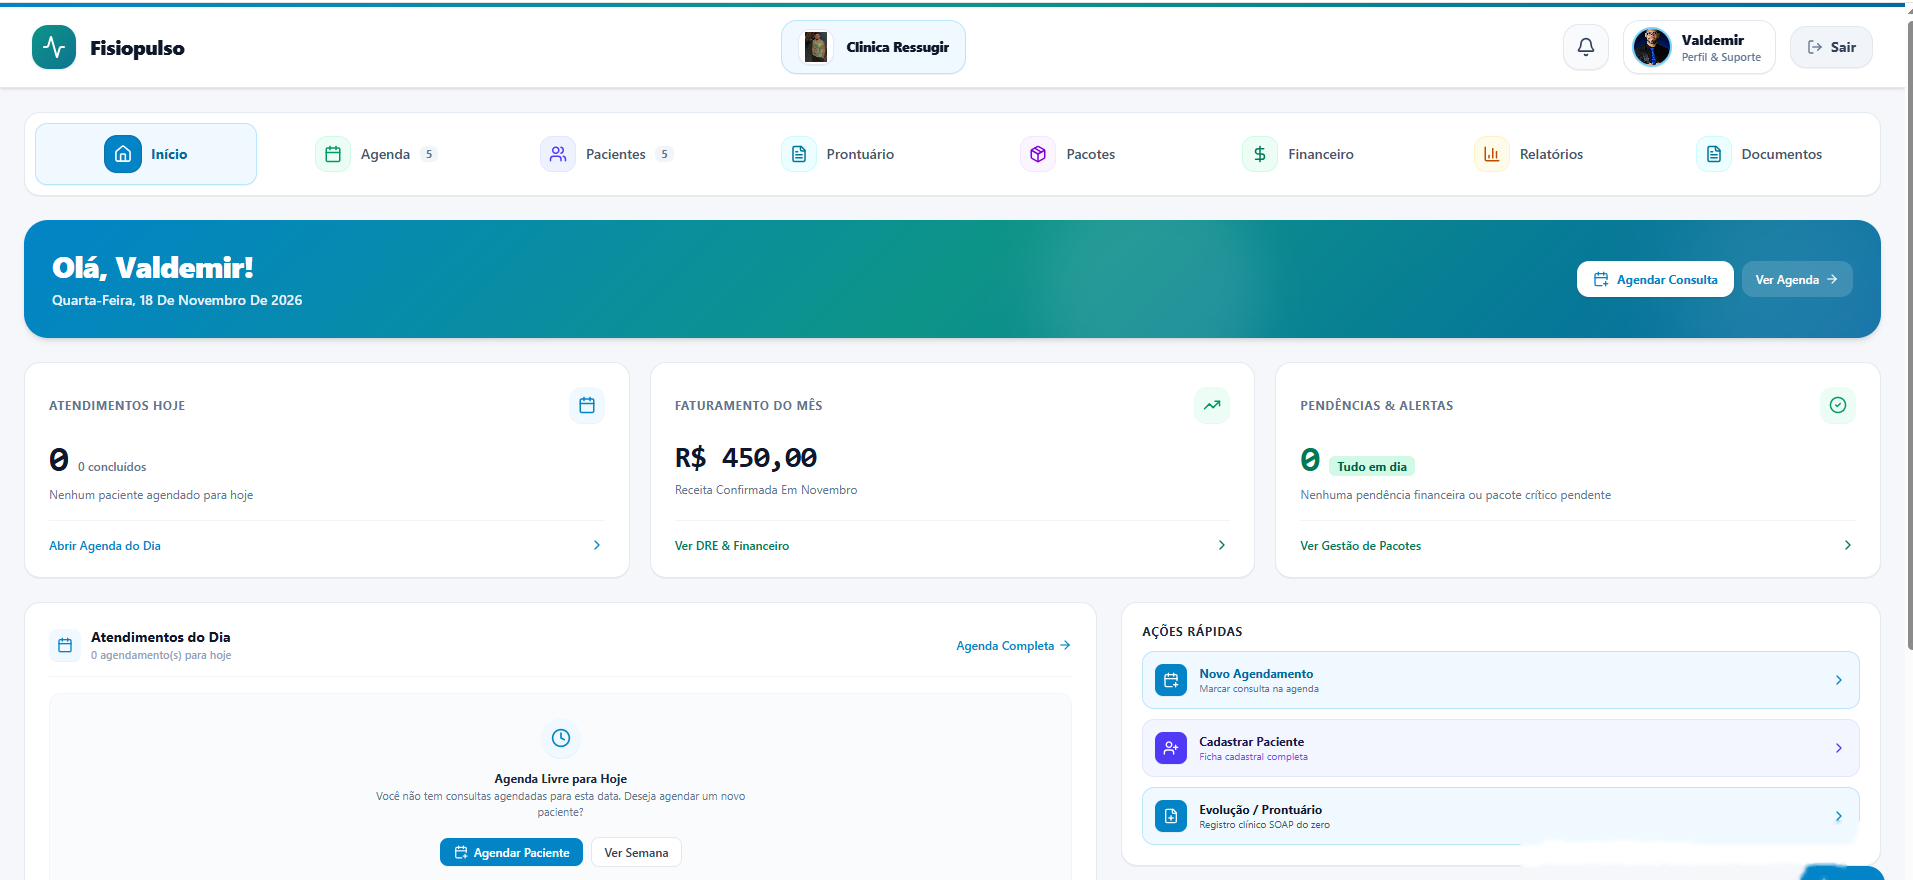 Fisiopulso
Clinica Ressugir
Valdemir
Perfil & Suporte
Sair
Início
Agenda 5
Pacientes 5
Prontuário
Pacotes
Financeiro
Relatórios
Documentos
Olá, Valdemir!
Quarta-Feira, 18 De Novembro De 2026
Agendar Consulta
Ver Agenda
ATENDIMENTOS HOJE
0 0 concluídos
Nenhum paciente agendado para hoje
Abrir Agenda do Dia
FATURAMENTO DO MÊS
R$ 450,00
Receita Confirmada Em Novembro
Ver DRE & Financeiro
PENDÊNCIAS & ALERTAS
0 Tudo em dia
Nenhuma pendência financeira ou pacote crítico pendente
Ver Gestão de Pacotes
Atendimentos do Dia
0 agendamento(s) para hoje
Agenda Completa
Agenda Livre para Hoje
Você não tem consultas agendadas para esta data. Deseja agendar um novo
paciente?
Agendar Paciente
Ver Semana
AÇÕES RÁPIDAS
Novo Agendamento
Marcar consulta na agenda
Cadastrar Paciente
Ficha cadastral completa
Evolução / Prontuário
Registro clínico SOAP do zero